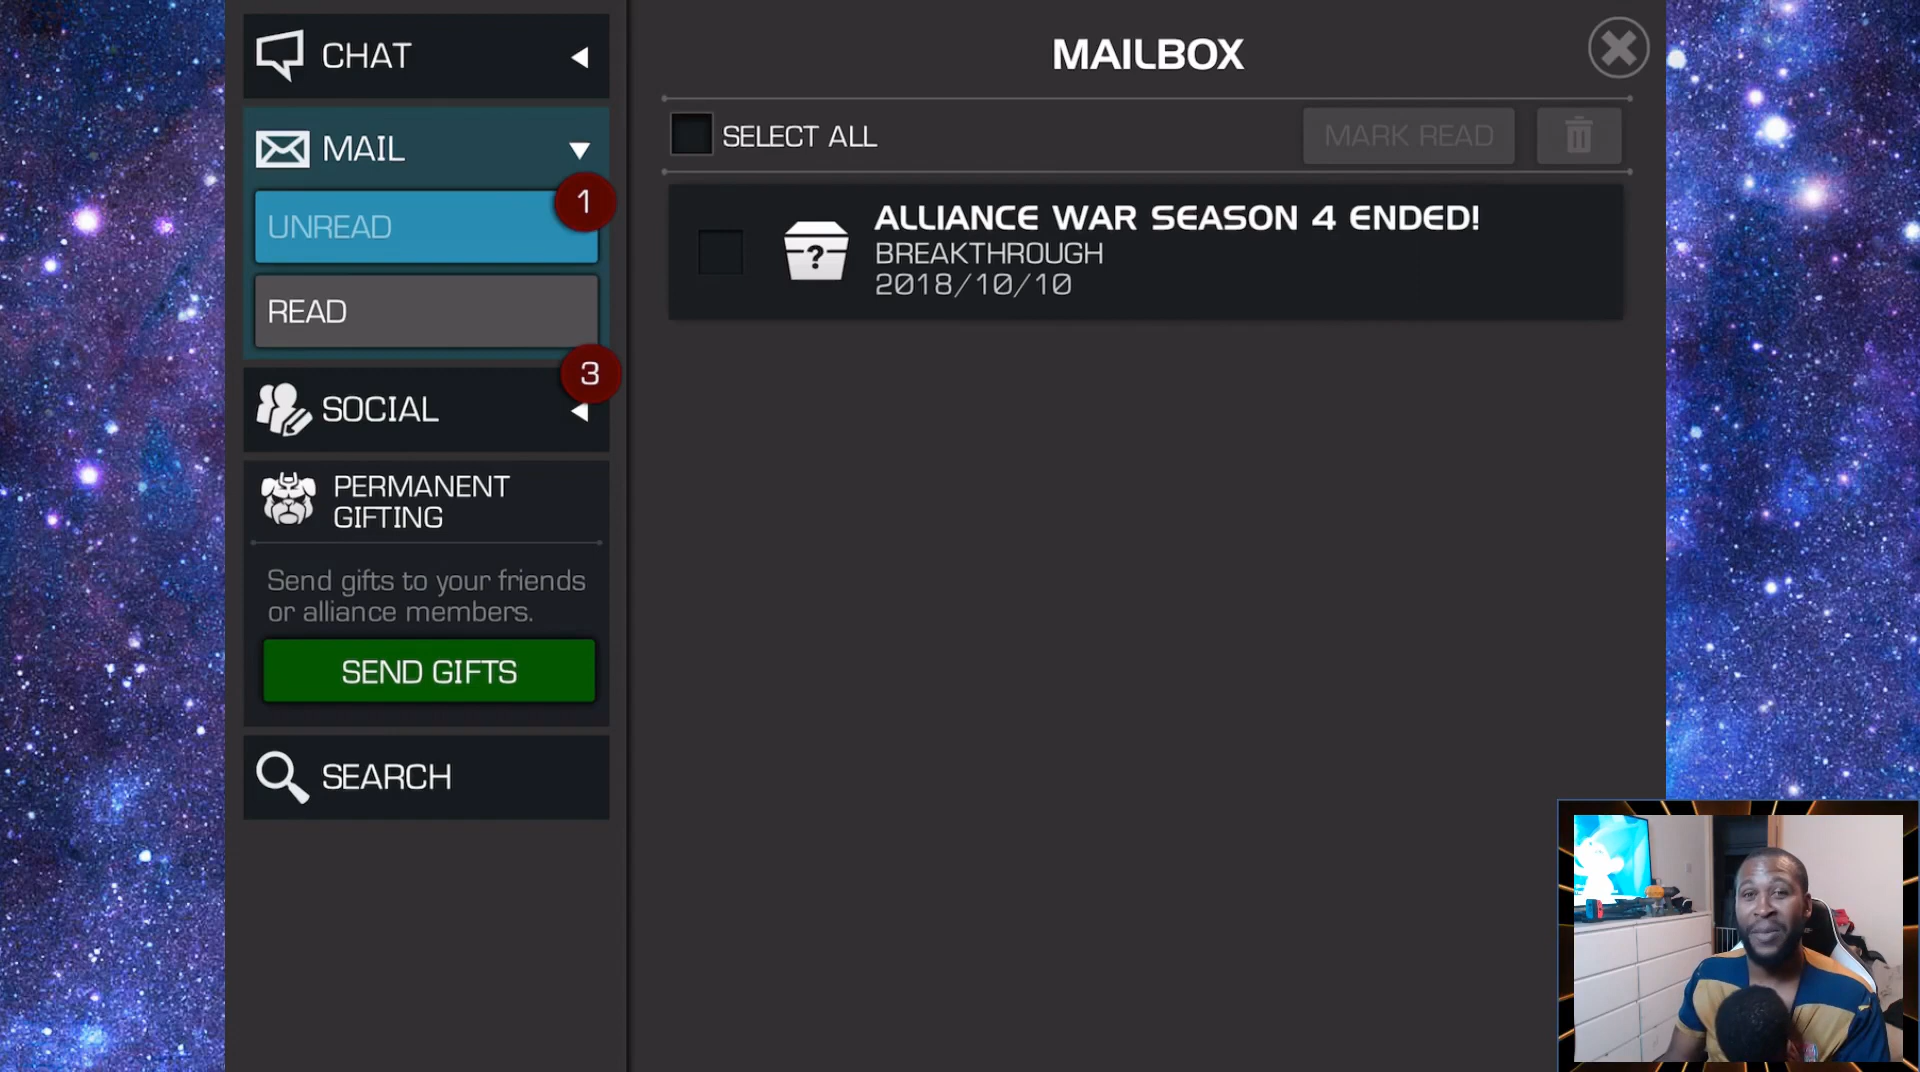 CHAT
MAIL
1
UNREAD
READ
3
SOCIAL
PERMANENT
GIFTING
Send gifts to your friends
or alliance members.
SEND GIFTS
SEARCH
MAILBOX
SELECT ALL
MARK READ
?
ALLIANCE WAR SEASON 4 ENDED!
BREAKTHROUGH
2018/10/10